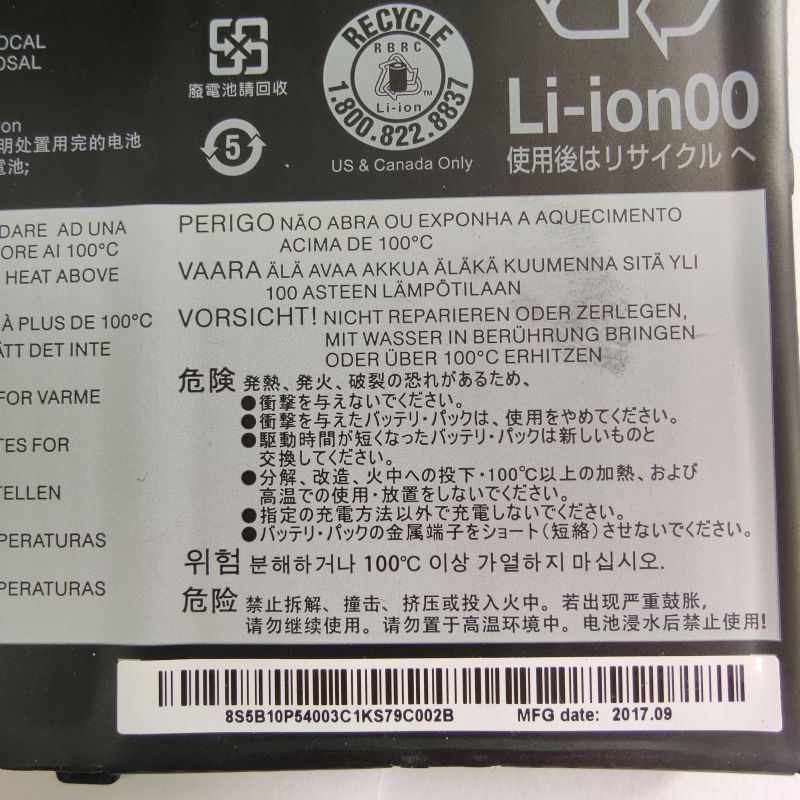 OCAL
OSAL
on
明处置用完的电池
電池;
廢電池請回收
5
RECYCLE
RBRC
Li-ion
TM
1.800.822.8837
US & Canada Only
Li-ion00
使用後はリサイクルへ
DARE AD UNA
ORE AI 100°C
HEAT ABOVE
À PLUS DE 100°C
ÄTT DET INTE
FOR VARME
TES FOR
TELLEN
PERATURAS
PERATURAS
PERIGO NÃO ABRA OU EXPONHA A AQUECIMENTO
ACIMA DE 100°C
VAARA ÄLÄ AVAA AKKUA ÄLÄKÄ KUUMENNA SITÄ YLI
100 ASTEEN LÄMPÖTILAAN
VORSICHT! NICHT REPARIEREN ODER ZERLEGEN,
MIT WASSER IN BERÜHRUNG BRINGEN
ODER ÜBER 100°C ERHITZEN
危険 発熱、発火、破裂の恐れがあるため、
●衝撃を与えないでください。
●衝撃を与えたバッテリ・パックは、使用をやめてください。
●駆動時間が短くなったバッテリ・パックは新しいものと
交換してください。
●分解、改造、火中への投下・100℃以上の加熱、および
高温での使用・放置をしないでください。
●指定の充電方法以外で充電しないでください。
●バッテリ・パックの金属端子をショート(短絡)させないでください。
위험 분해하거나 100℃ 이상 가열하지 마십시오.
危险 禁止拆解、撞击、挤压或投入火中。若出现严重鼓胀,
请勿继续使用。请勿置于高温环境中。电池浸水后禁止使用!
8S5B10P54003C1KS79C002B
MFG date: 2017.09